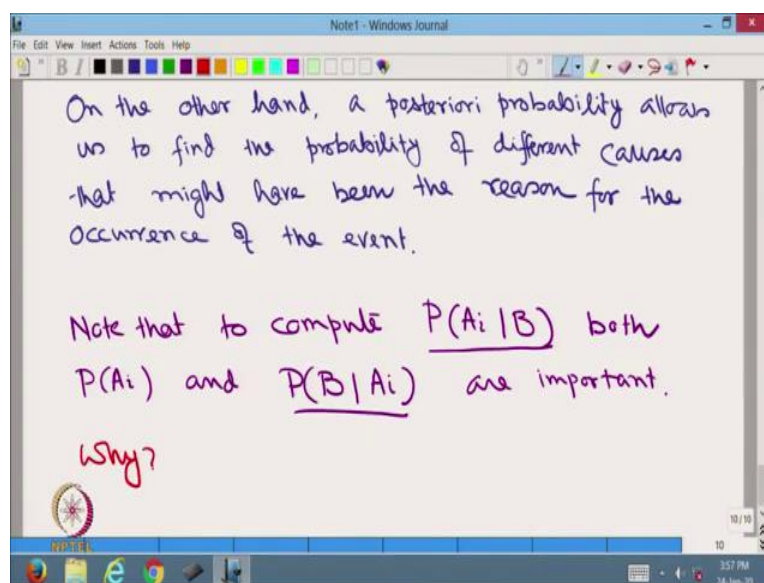 Note1 - Windows Journal
File Edit View Insert Actions Tools Help
B I
On the other hand, a posteriori probability allows
us to find the probability of different causes
that might have been the reason for the
occurrence of the event.
Note that to compute P(Ai | B) both
P(Ai) and P(B | Ai) are important.
Why?
NPTEL
10/10
10
3:57 PM